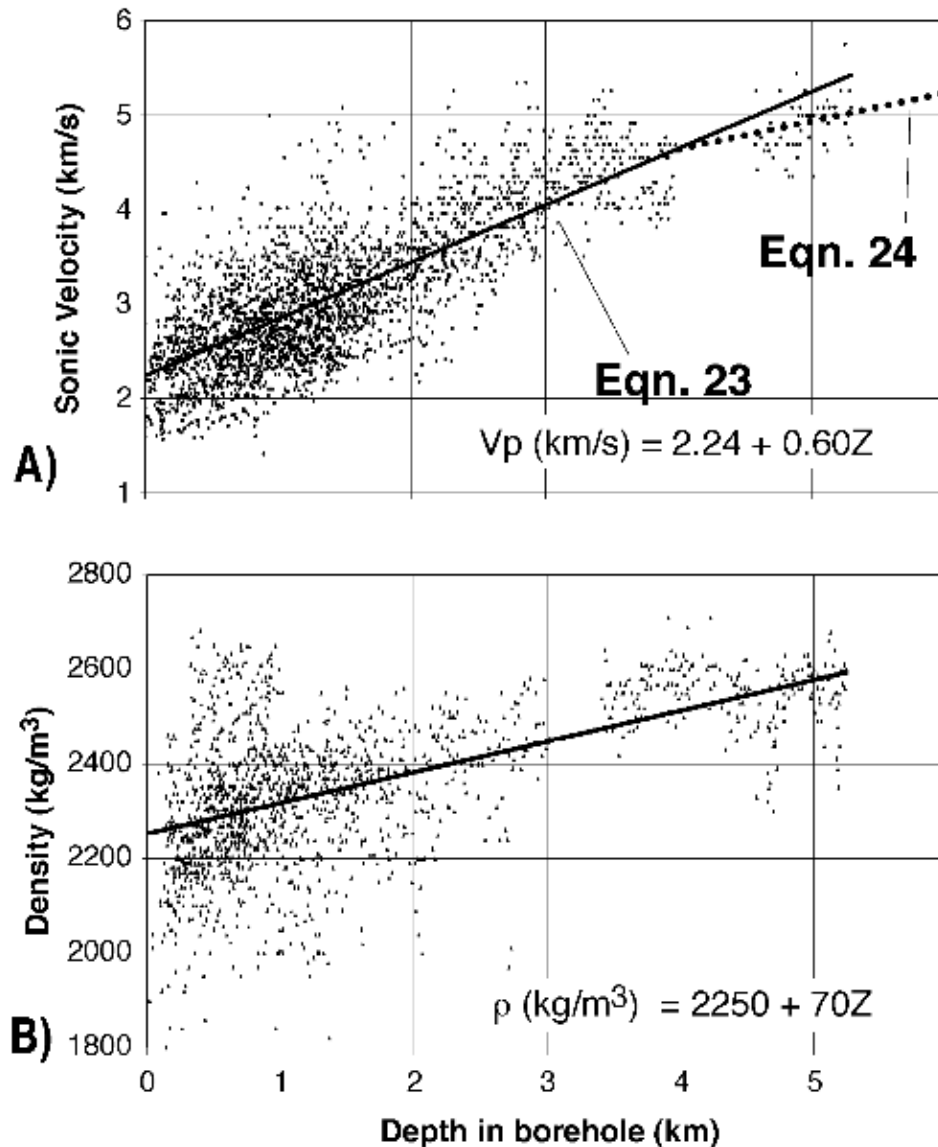 6
5
4
3
2
1
Sonic Velocity (km/s)
Eqn. 24
Eqn. 23
Vp (km/s) = 2.24 + 0.60Z
A)
2800
2600
2400
2200
2000
1800
Density (kg/m³)
ρ (kg/m³) = 2250 + 70Z
B)
0 1 2 3 4 5
Depth in borehole (km)